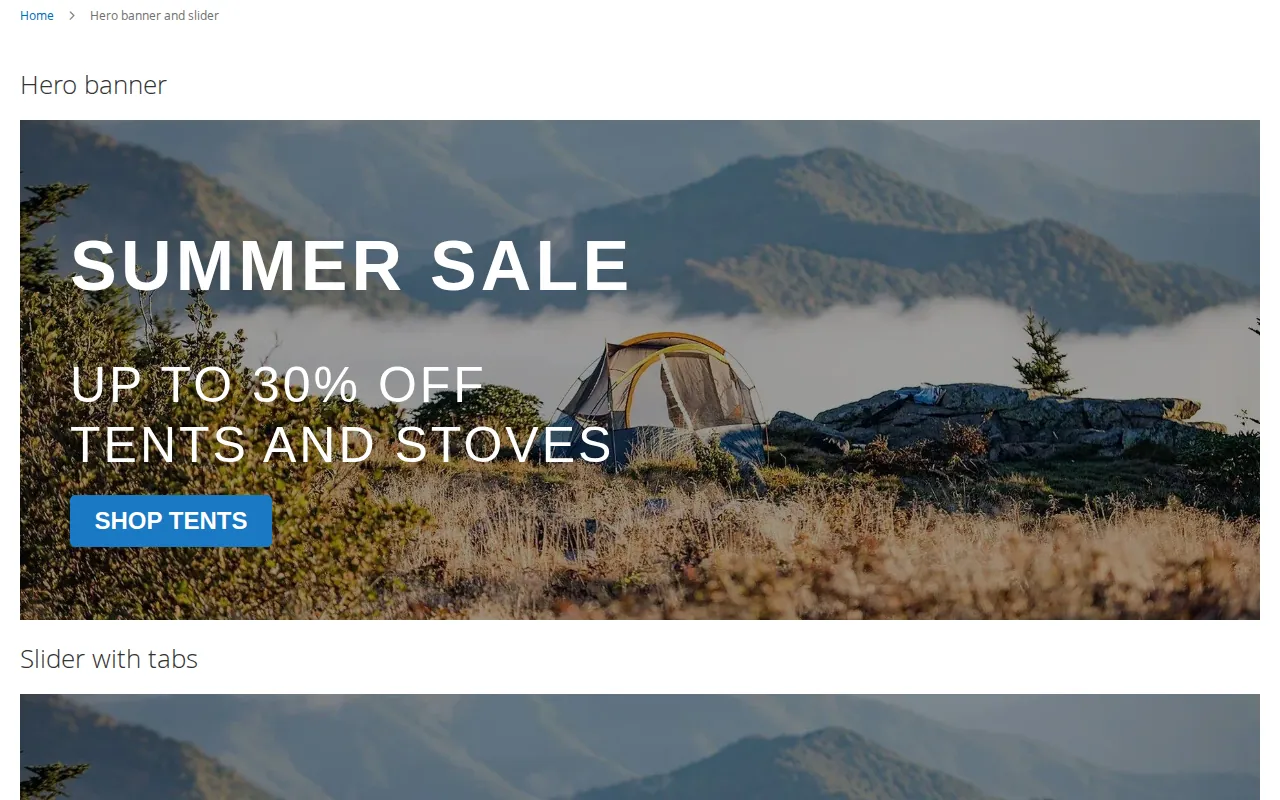 Home > Hero banner and slider
Hero banner
SUMMER SALE
UP TO 30% OFF
TENTS AND STOVES
SHOP TENTS
Slider with tabs